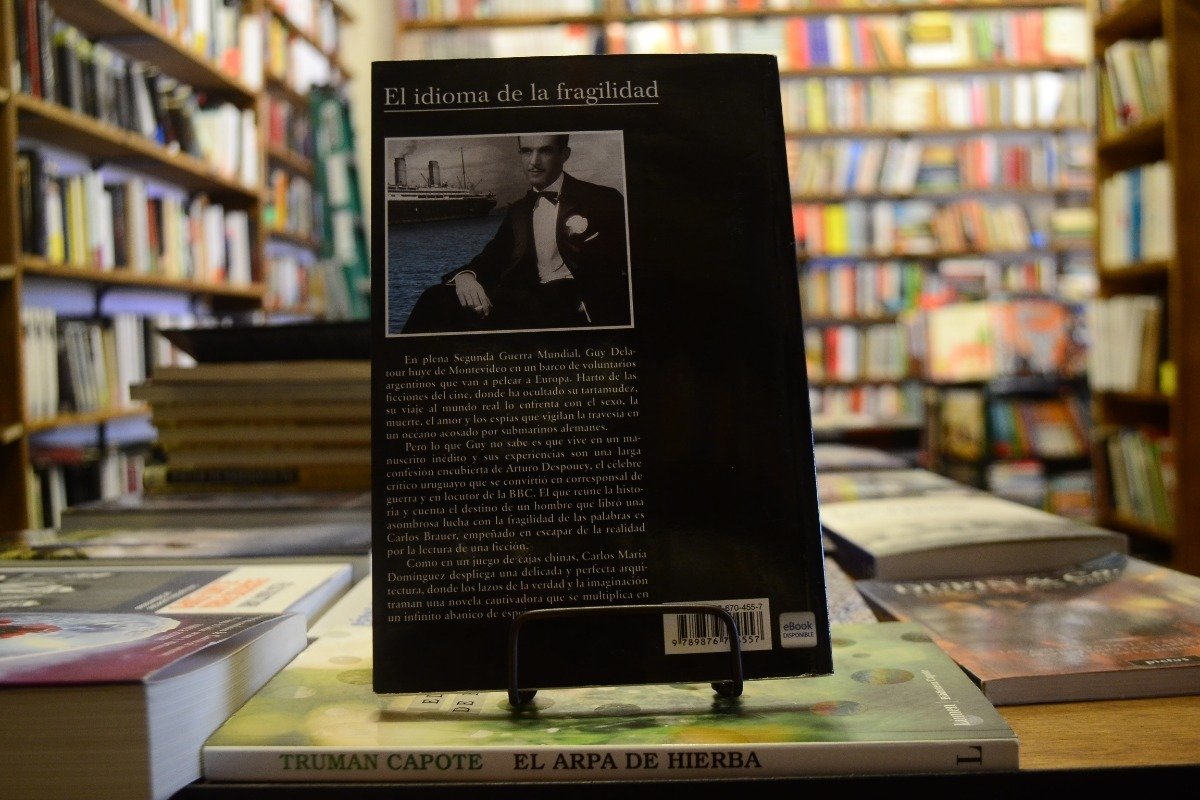 El idioma de la fragilidad
En plena Segunda Guerra Mundial, Guy Dela-
tour huye de Montevideo en un barco de voluntarios
argentinos que van a pelear a Europa. Harto de las
ficciones del cine, donde ha ocultado su tartamudez,
su viaje al mundo real lo enfrenta con el sexo, la
muerte, el amor y los espías que vigilan la travesía en
un océano acosado por submarinos alemanes.
Pero lo que Guy no sabe es que vive en un ma-
nuscrito inédito y sus experiencias son una larga
confesión encubierta de Arturo Despouey, el célebre
crítico uruguayo que se convirtió en corresponsal de
guerra y en locutor de la BBC. El que reúne la histo-
ria y cuenta el destino de un hombre que libró una
asombrosa lucha con la fragilidad de las palabras es
Carlos Brauer, empeñado en escapar de la realidad
por la lectura de una ficción.
Como en un juego de cajas chinas, Carlos María
Domínguez despliega una delicada y perfecta arqui-
tectura, donde los lazos de la verdad y la imaginación
traman una novela cautivadora que se multiplica en
un infinito abanico de
670-455-7
eBook
DISPONIBLE
TRUMAN CAPOTE EL ARPA DE HIERBA L
Lumen